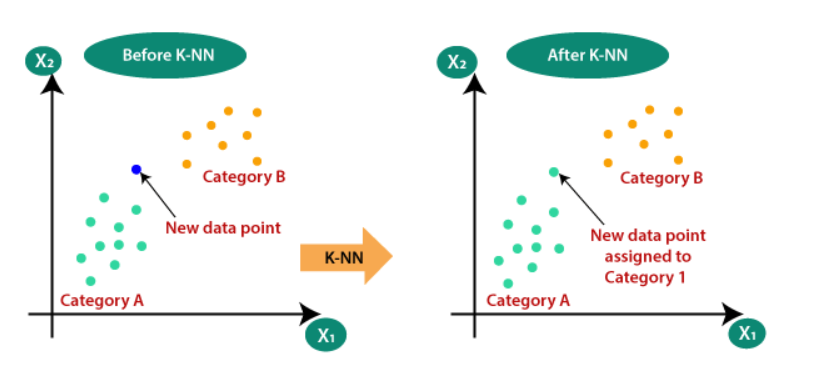 Before K-NN
X₂
Category B
New data point
Category A
X₁
K-NN
After K-NN
X₂
Category B
New data point
assigned to
Category 1
Category A
X₁